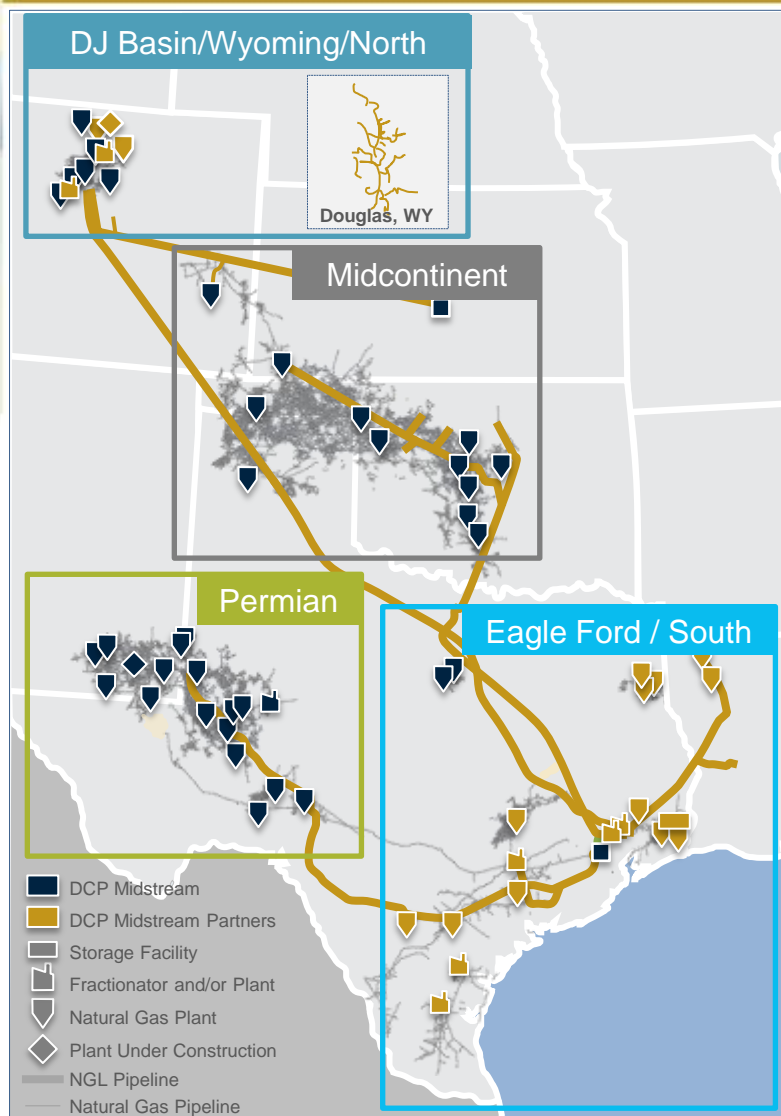 DJ Basin/Wyoming/North
Douglas, WY
Midcontinent
Permian
Eagle Ford / South
DCP Midstream
DCP Midstream Partners
Storage Facility
Fractionator and/or Plant
Natural Gas Plant
Plant Under Construction
NGL Pipeline
Natural Gas Pipeline